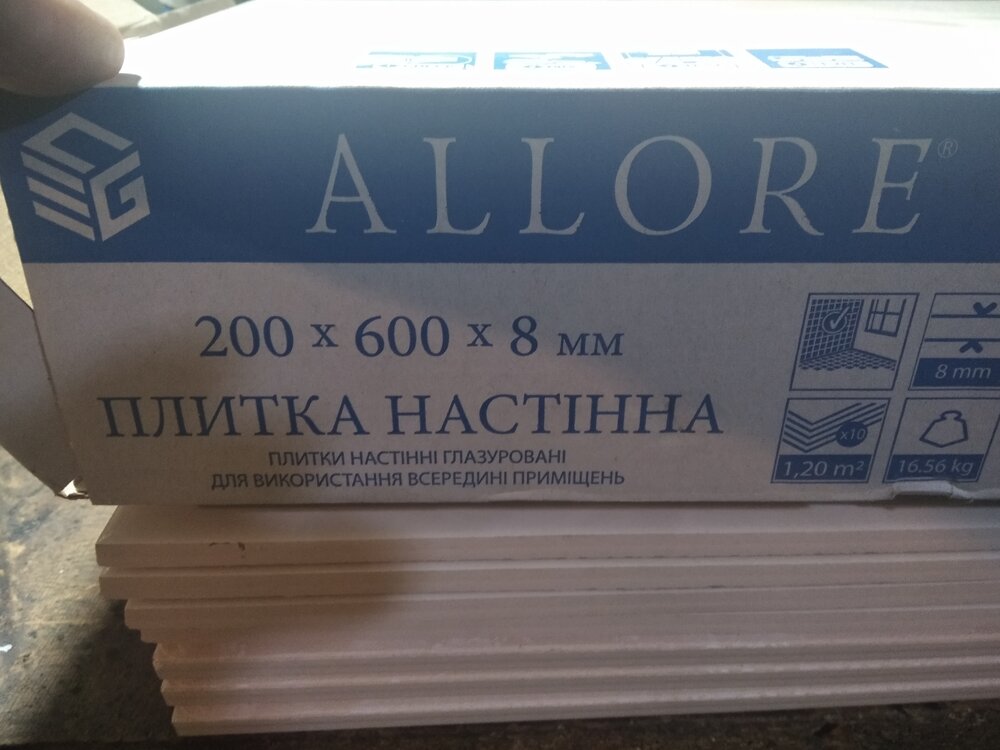 ALLORE®
200 x 600 x 8 мм
ПЛИТКА НАСТІННА
ПЛИТКИ НАСТІННІ ГЛАЗУРОВАНІ
ДЛЯ ВИКОРИСТАННЯ ВСЕРЕДИНІ ПРИМІЩЕНЬ
8 mm
x10
1,20 m²
16.56 kg